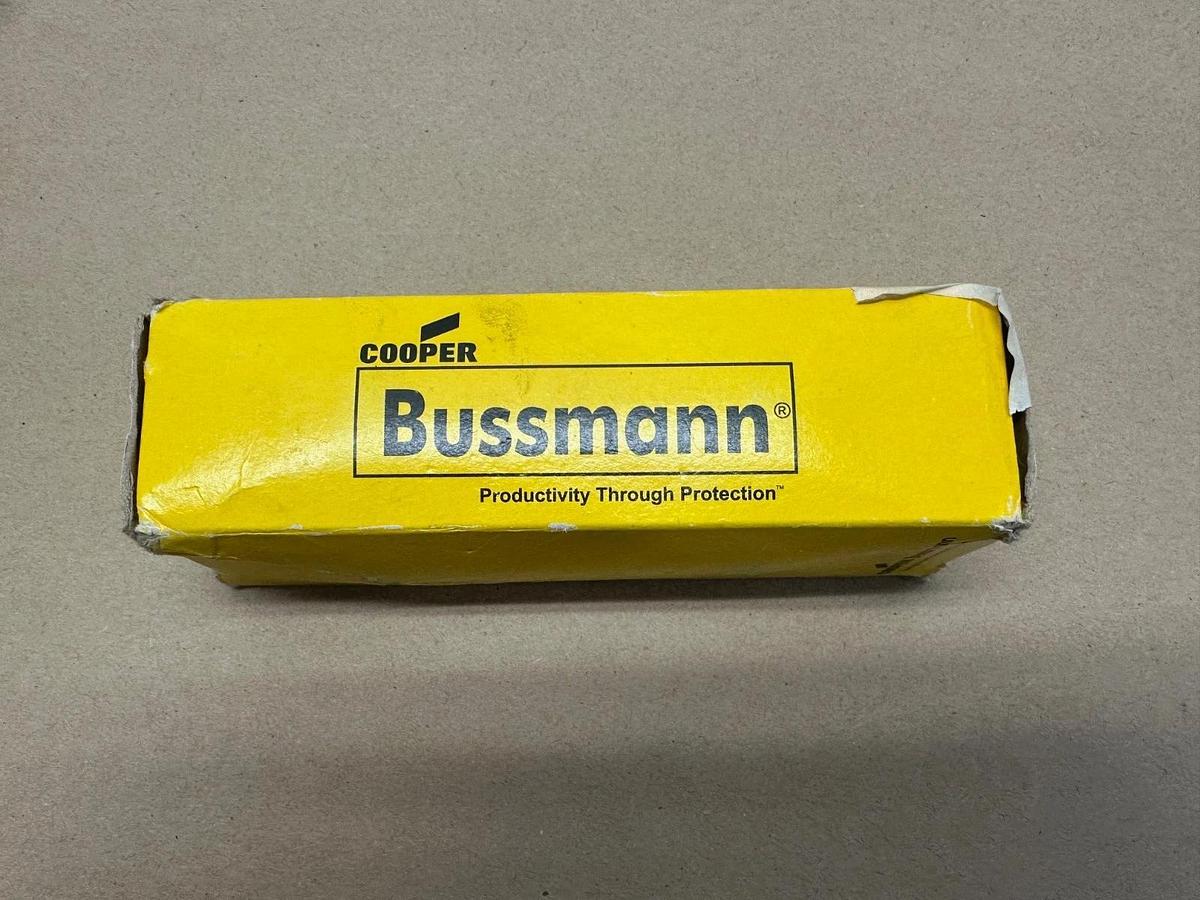 COOPER
Bussmann®
Productivity Through Protection™